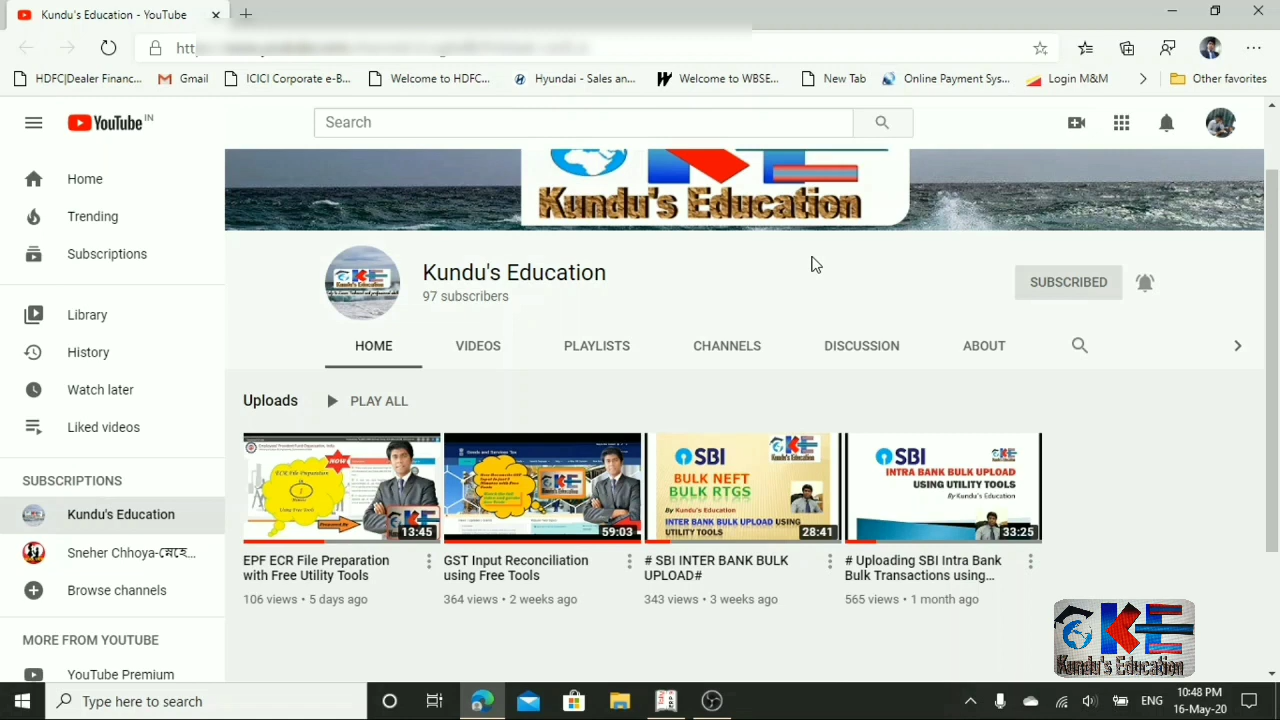 Kundu's Education - YouTube
HDFC|Dealer Financ...
Gmail
ICICI Corporate e-B...
Welcome to HDFC...
Hyundai - Sales an...
Welcome to WBSE...
New Tab
Online Payment Sys...
Login M&M
Other favorites
YouTube IN
Search
Home
Trending
Subscriptions
Library
History
Watch later
Liked videos
SUBSCRIPTIONS
Kundu's Education
Sneher Chhoya-স্নেহে...
Browse channels
MORE FROM YOUTUBE
YouTube Premium
KE
Kundu's Education
Kundu's Education
97 subscribers
SUBSCRIBED
HOME
VIDEOS
PLAYLISTS
CHANNELS
DISCUSSION
ABOUT
Uploads
PLAY ALL
ECR File Preparation
Using Free Tools
13:45
EPF ECR File Preparation
with Free Utility Tools
106 views • 5 days ago
59:03
GST Input Reconciliation
using Free Tools
364 views • 2 weeks ago
SBI
BULK NEFT
BULK RTGS
By Kundu's Education
INTER BANK BULK UPLOAD USING
UTILITY TOOLS
28:41
# SBI INTER BANK BULK
UPLOAD#
343 views • 3 weeks ago
SBI
INTRA BANK BULK UPLOAD
USING UTILITY TOOLS
By Kundu's Education
33:25
# Uploading SBI Intra Bank
Bulk Transactions using...
565 views • 1 month ago
KE
Kundu's Education
Type here to search
ENG
10:48 PM
16-May-20